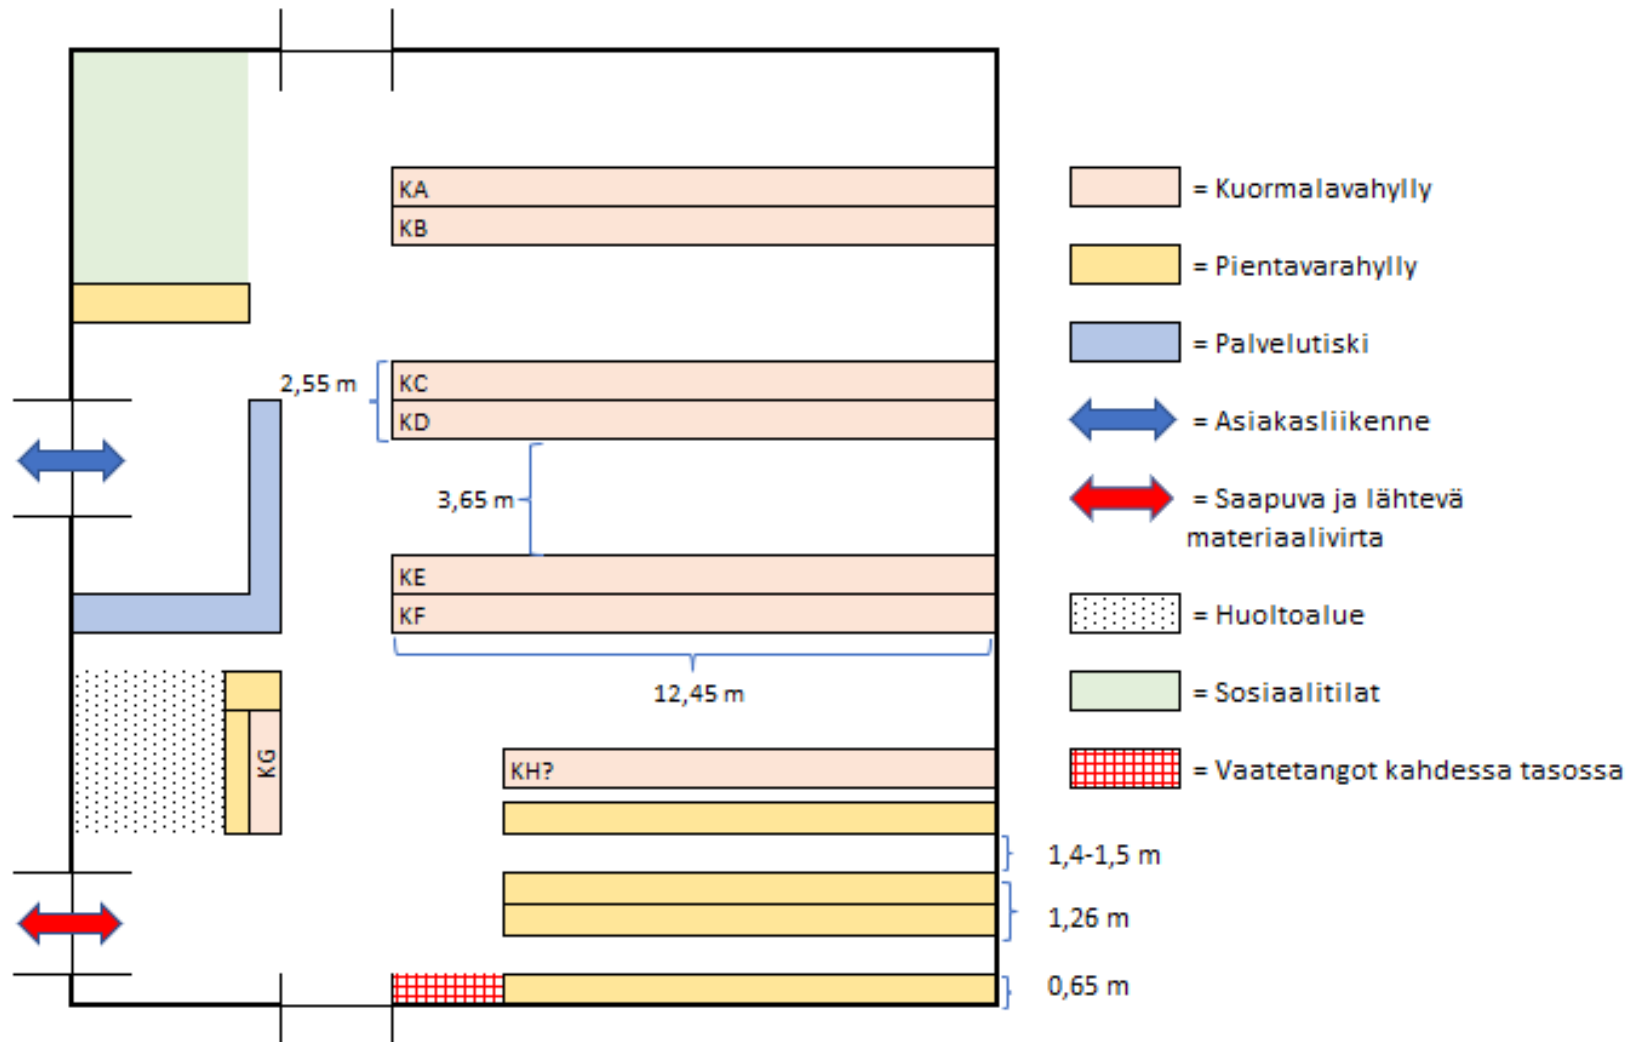 KA
KB
2,55 m
KC
KD
3,65 m
KE
KF
12,45 m
KG
KH?
1,4-1,5 m
1,26 m
0,65 m
= Kuormalavahylly
= Pientavarahylly
= Palvelutiski
= Asiakasliikenne
= Saapuva ja lähtevä
materiaalivirta
= Huoltoalue
= Sosiaalitilat
= Vaatetangot kahdessa tasossa